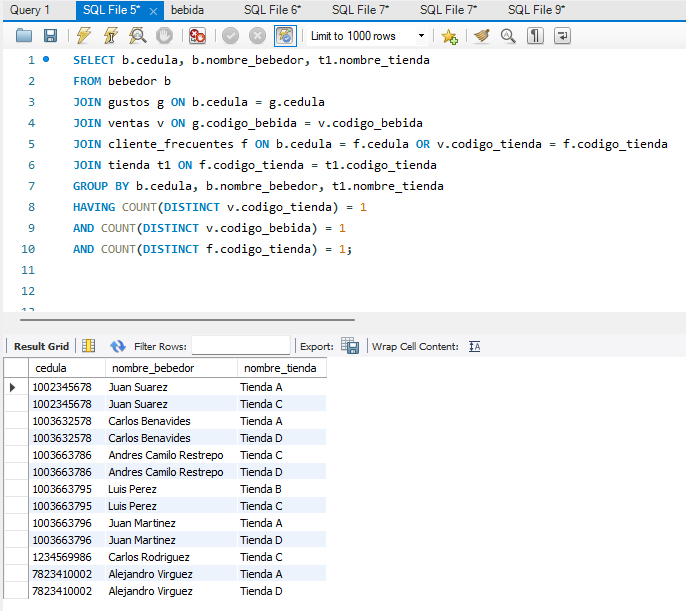 Query 1 SQL File 5* × bebida SQL File 6* SQL File 7* SQL File 7* SQL File 9*
Limit to 1000 rows
1 SELECT b.cedula, b.nombre_bebedor, t1.nombre_tienda
2 FROM bebedor b
3 JOIN gustos g ON b.cedula = g.cedula
4 JOIN ventas v ON g.codigo_bebida = v.codigo_bebida
5 JOIN cliente_frecuentes f ON b.cedula = f.cedula OR v.codigo_tienda = f.codigo_tienda
6 JOIN tienda t1 ON f.codigo_tienda = t1.codigo_tienda
7 GROUP BY b.cedula, b.nombre_bebedor, t1.nombre_tienda
8 HAVING COUNT(DISTINCT v.codigo_tienda) = 1
9 AND COUNT(DISTINCT v.codigo_bebida) = 1
10 AND COUNT(DISTINCT f.codigo_tienda) = 1;
11
12
Result Grid Filter Rows: Export: Wrap Cell Content: IA
cedula nombre_bebedor nombre_tienda
1002345678 Juan Suarez Tienda A
1002345678 Juan Suarez Tienda C
1003632578 Carlos Benavides Tienda A
1003632578 Carlos Benavides Tienda D
1003663786 Andres Camilo Restrepo Tienda C
1003663786 Andres Camilo Restrepo Tienda D
1003663795 Luis Perez Tienda B
1003663795 Luis Perez Tienda C
1003663796 Juan Martinez Tienda A
1003663796 Juan Martinez Tienda D
1234569986 Carlos Rodriguez Tienda C
7823410002 Alejandro Virguez Tienda A
7823410002 Alejandro Virguez Tienda D